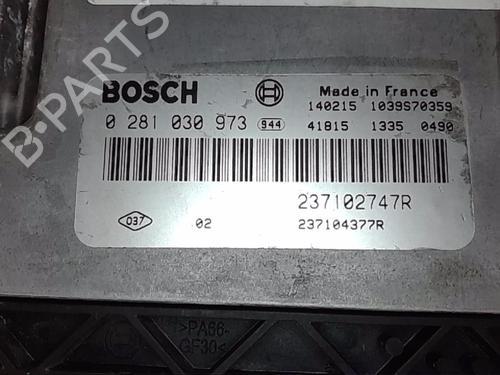 B-PARTS
BOSCH
Made in France
140215 1039S70359
0 281 030 973 944 41815 1335 0490
237102747R
037 02 237104377R
>PA66-
GF30<